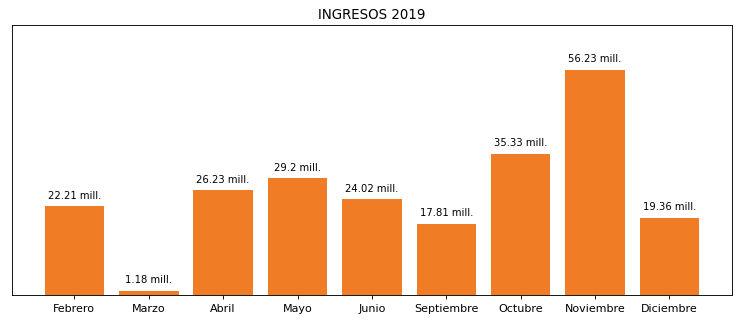 INGRESOS 2019
22.21 mill.
1.18 mill.
26.23 mill.
29.2 mill.
24.02 mill.
17.81 mill.
35.33 mill.
56.23 mill.
19.36 mill.
Febrero
Marzo
Abril
Mayo
Junio
Septiembre
Octubre
Noviembre
Diciembre